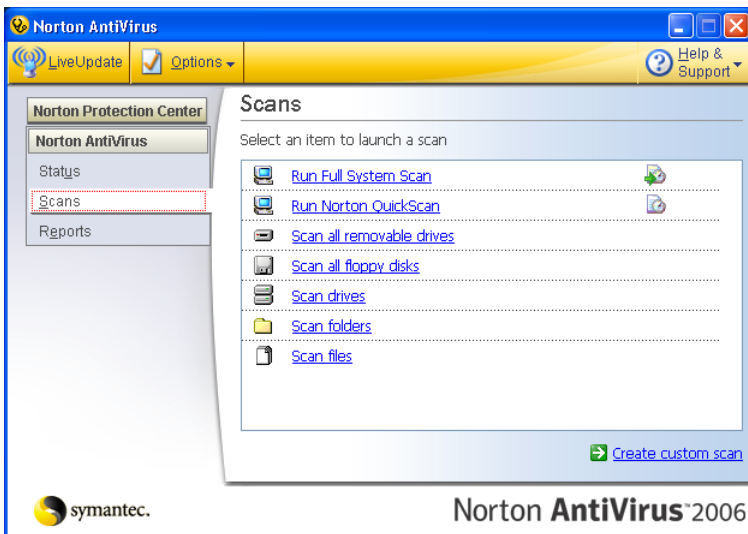 Norton AntiVirus
LiveUpdate
Options
Help &
Support
Norton Protection Center
Norton AntiVirus
Status
Scans
Reports
Scans
Select an item to launch a scan
Run Full System Scan
Run Norton QuickScan
Scan all removable drives
Scan all floppy disks
Scan drives
Scan folders
Scan files
Create custom scan
symantec.
Norton AntiVirus™2006